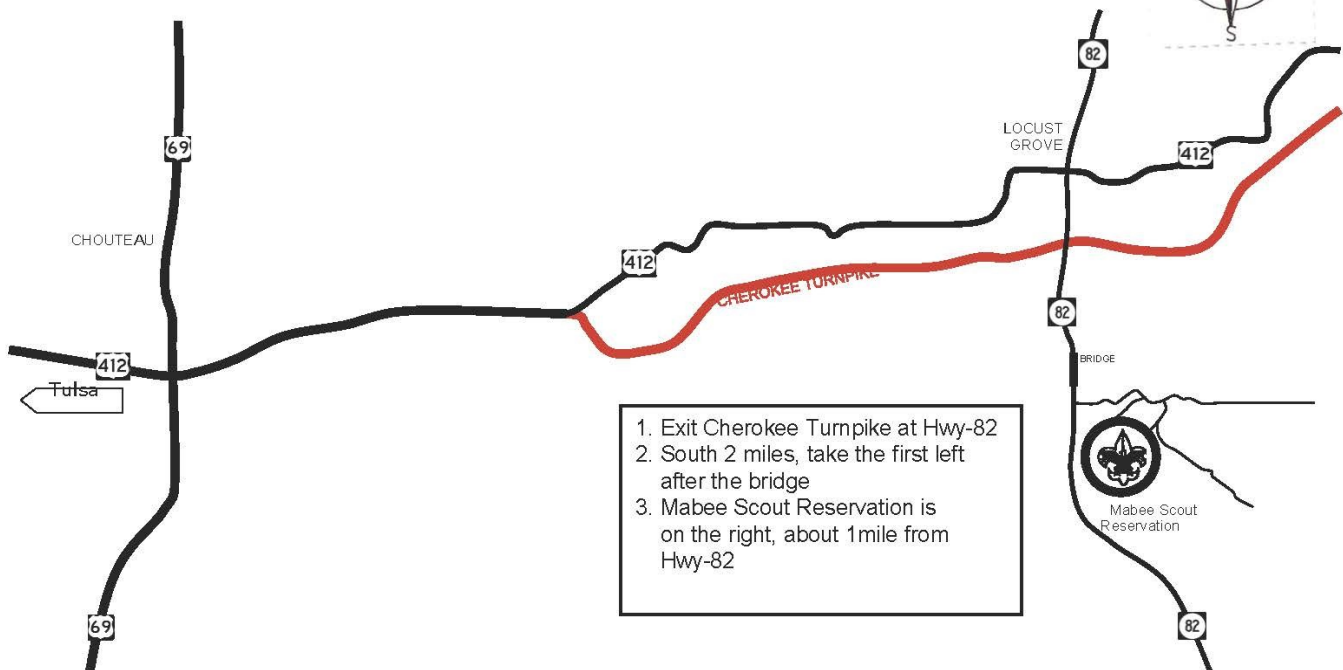 S
82
69
LOCUST
GROVE
412
CHOUTEAU
412
CHEROKEE TURNPIKE
82
BRIDGE
412
Tulsa
1. Exit Cherokee Turnpike at Hwy-82
2. South 2 miles, take the first left
after the bridge
3. Mabee Scout Reservation is
on the right, about 1mile from
Hwy-82
Mabee Scout
Reservation
69
82